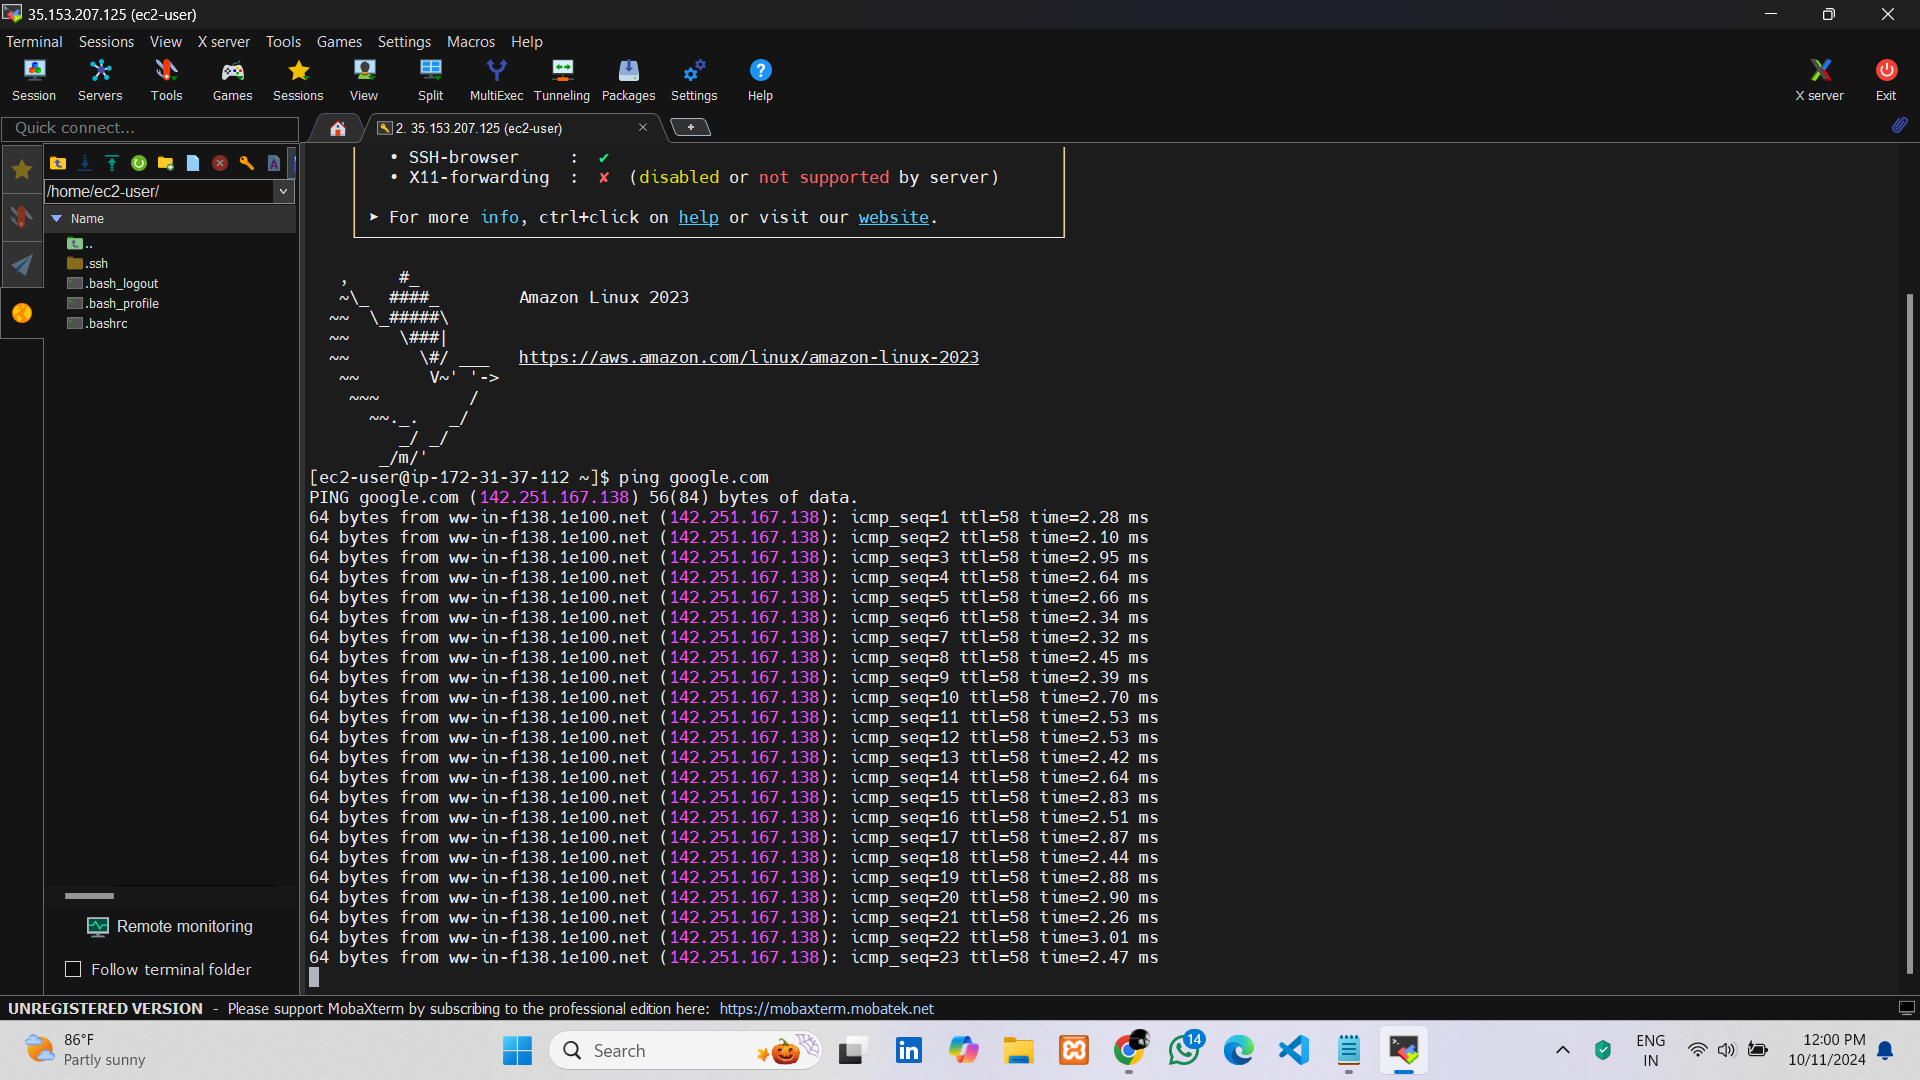 35.153.207.125 (ec2-user)
Terminal Sessions View X server Tools Games Settings Macros Help
Session Servers Tools Games Sessions View Split MultiExec Tunneling Packages Settings Help X server Exit
Quick connect...
2. 35.153.207.125 (ec2-user)
/home/ec2-user/
Name
..
.ssh
.bash_logout
.bash_profile
.bashrc
Remote monitoring
Follow terminal folder
• SSH-browser : ✔
• X11-forwarding : ✘ (disabled or not supported by server)
➤ For more info, ctrl+click on help or visit our website.
   ,     #_
   ~\_  ####_        Amazon Linux 2023
  ~~  \_#####\
  ~~     \###|
  ~~       \#/ ___   https://aws.amazon.com/linux/amazon-linux-2023
   ~~       V~' '->
    ~~~         /
      ~~._.   _/
         _/ _/
       _/m/'
[ec2-user@ip-172-31-37-112 ~]$ ping google.com
PING google.com (142.251.167.138) 56(84) bytes of data.
64 bytes from ww-in-f138.1e100.net (142.251.167.138): icmp_seq=1 ttl=58 time=2.28 ms
64 bytes from ww-in-f138.1e100.net (142.251.167.138): icmp_seq=2 ttl=58 time=2.10 ms
64 bytes from ww-in-f138.1e100.net (142.251.167.138): icmp_seq=3 ttl=58 time=2.95 ms
64 bytes from ww-in-f138.1e100.net (142.251.167.138): icmp_seq=4 ttl=58 time=2.64 ms
64 bytes from ww-in-f138.1e100.net (142.251.167.138): icmp_seq=5 ttl=58 time=2.66 ms
64 bytes from ww-in-f138.1e100.net (142.251.167.138): icmp_seq=6 ttl=58 time=2.34 ms
64 bytes from ww-in-f138.1e100.net (142.251.167.138): icmp_seq=7 ttl=58 time=2.32 ms
64 bytes from ww-in-f138.1e100.net (142.251.167.138): icmp_seq=8 ttl=58 time=2.45 ms
64 bytes from ww-in-f138.1e100.net (142.251.167.138): icmp_seq=9 ttl=58 time=2.39 ms
64 bytes from ww-in-f138.1e100.net (142.251.167.138): icmp_seq=10 ttl=58 time=2.70 ms
64 bytes from ww-in-f138.1e100.net (142.251.167.138): icmp_seq=11 ttl=58 time=2.53 ms
64 bytes from ww-in-f138.1e100.net (142.251.167.138): icmp_seq=12 ttl=58 time=2.53 ms
64 bytes from ww-in-f138.1e100.net (142.251.167.138): icmp_seq=13 ttl=58 time=2.42 ms
64 bytes from ww-in-f138.1e100.net (142.251.167.138): icmp_seq=14 ttl=58 time=2.64 ms
64 bytes from ww-in-f138.1e100.net (142.251.167.138): icmp_seq=15 ttl=58 time=2.83 ms
64 bytes from ww-in-f138.1e100.net (142.251.167.138): icmp_seq=16 ttl=58 time=2.51 ms
64 bytes from ww-in-f138.1e100.net (142.251.167.138): icmp_seq=17 ttl=58 time=2.87 ms
64 bytes from ww-in-f138.1e100.net (142.251.167.138): icmp_seq=18 ttl=58 time=2.44 ms
64 bytes from ww-in-f138.1e100.net (142.251.167.138): icmp_seq=19 ttl=58 time=2.88 ms
64 bytes from ww-in-f138.1e100.net (142.251.167.138): icmp_seq=20 ttl=58 time=2.90 ms
64 bytes from ww-in-f138.1e100.net (142.251.167.138): icmp_seq=21 ttl=58 time=2.26 ms
64 bytes from ww-in-f138.1e100.net (142.251.167.138): icmp_seq=22 ttl=58 time=3.01 ms
64 bytes from ww-in-f138.1e100.net (142.251.167.138): icmp_seq=23 ttl=58 time=2.47 ms
UNREGISTERED VERSION - Please support MobaXterm by subscribing to the professional edition here: https://mobaxterm.mobatek.net
86°F
Partly sunny
Search
14
ENG
IN
12:00 PM
10/11/2024